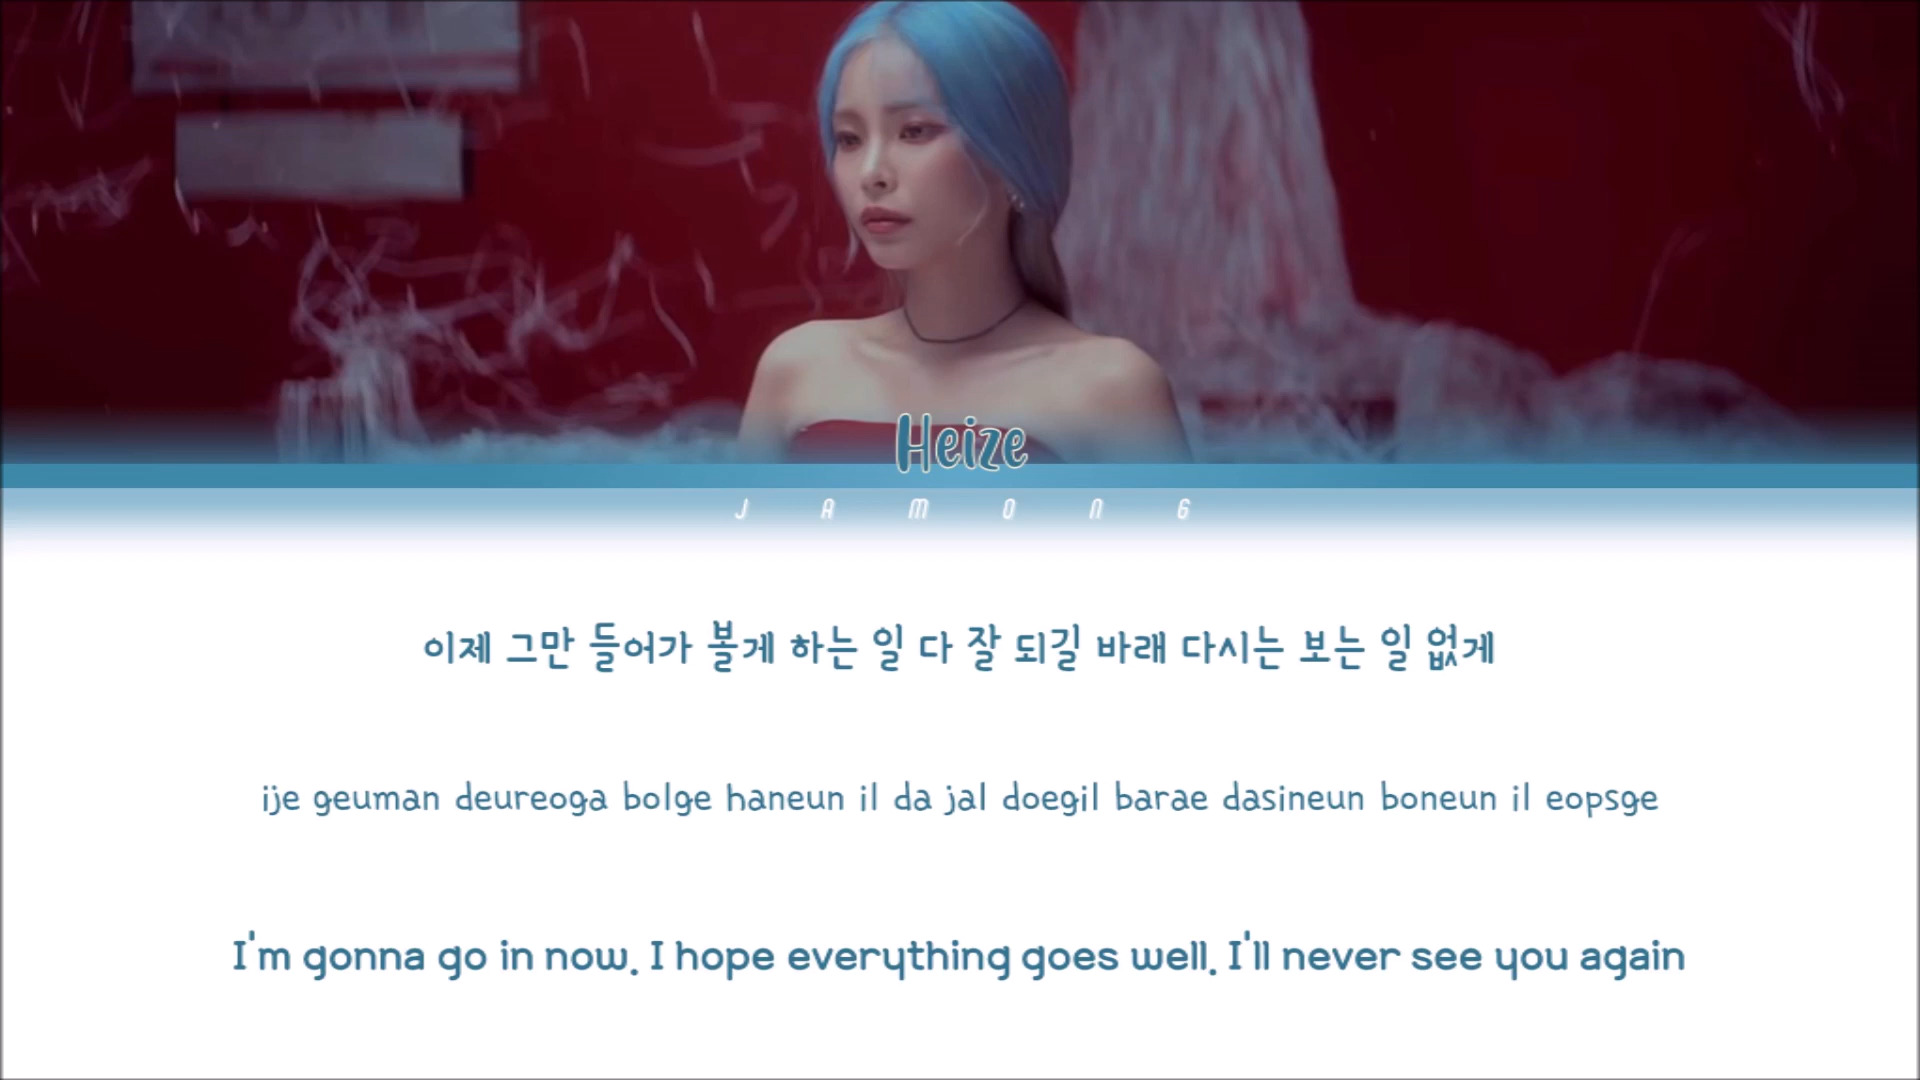 Heize
JAMONG
이제 그만 들어가 볼게 하는 일 다 잘 되길 바래 다시는 보는 일 없게
ije geuman deureoga bolge haneun il da jal doegil barae dasineun boneun il eopsge
I'm gonna go in now. I hope everything goes well. I'll never see you again